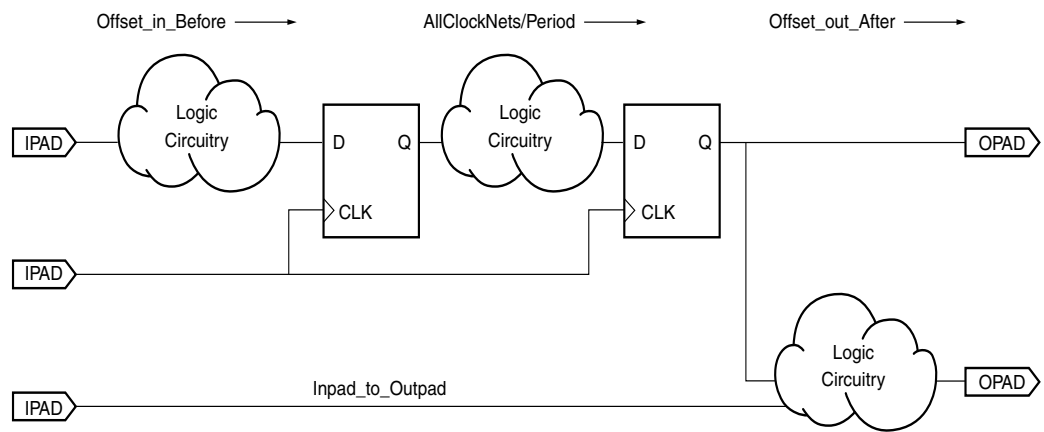 Offset_in_Before AllClockNets/Period Offset_out_After
Logic
Circuitry
Logic
Circuitry
IPAD
D Q
D Q
OPAD
CLK
CLK
IPAD
Logic
Circuitry
OPAD
Inpad_to_Outpad
IPAD